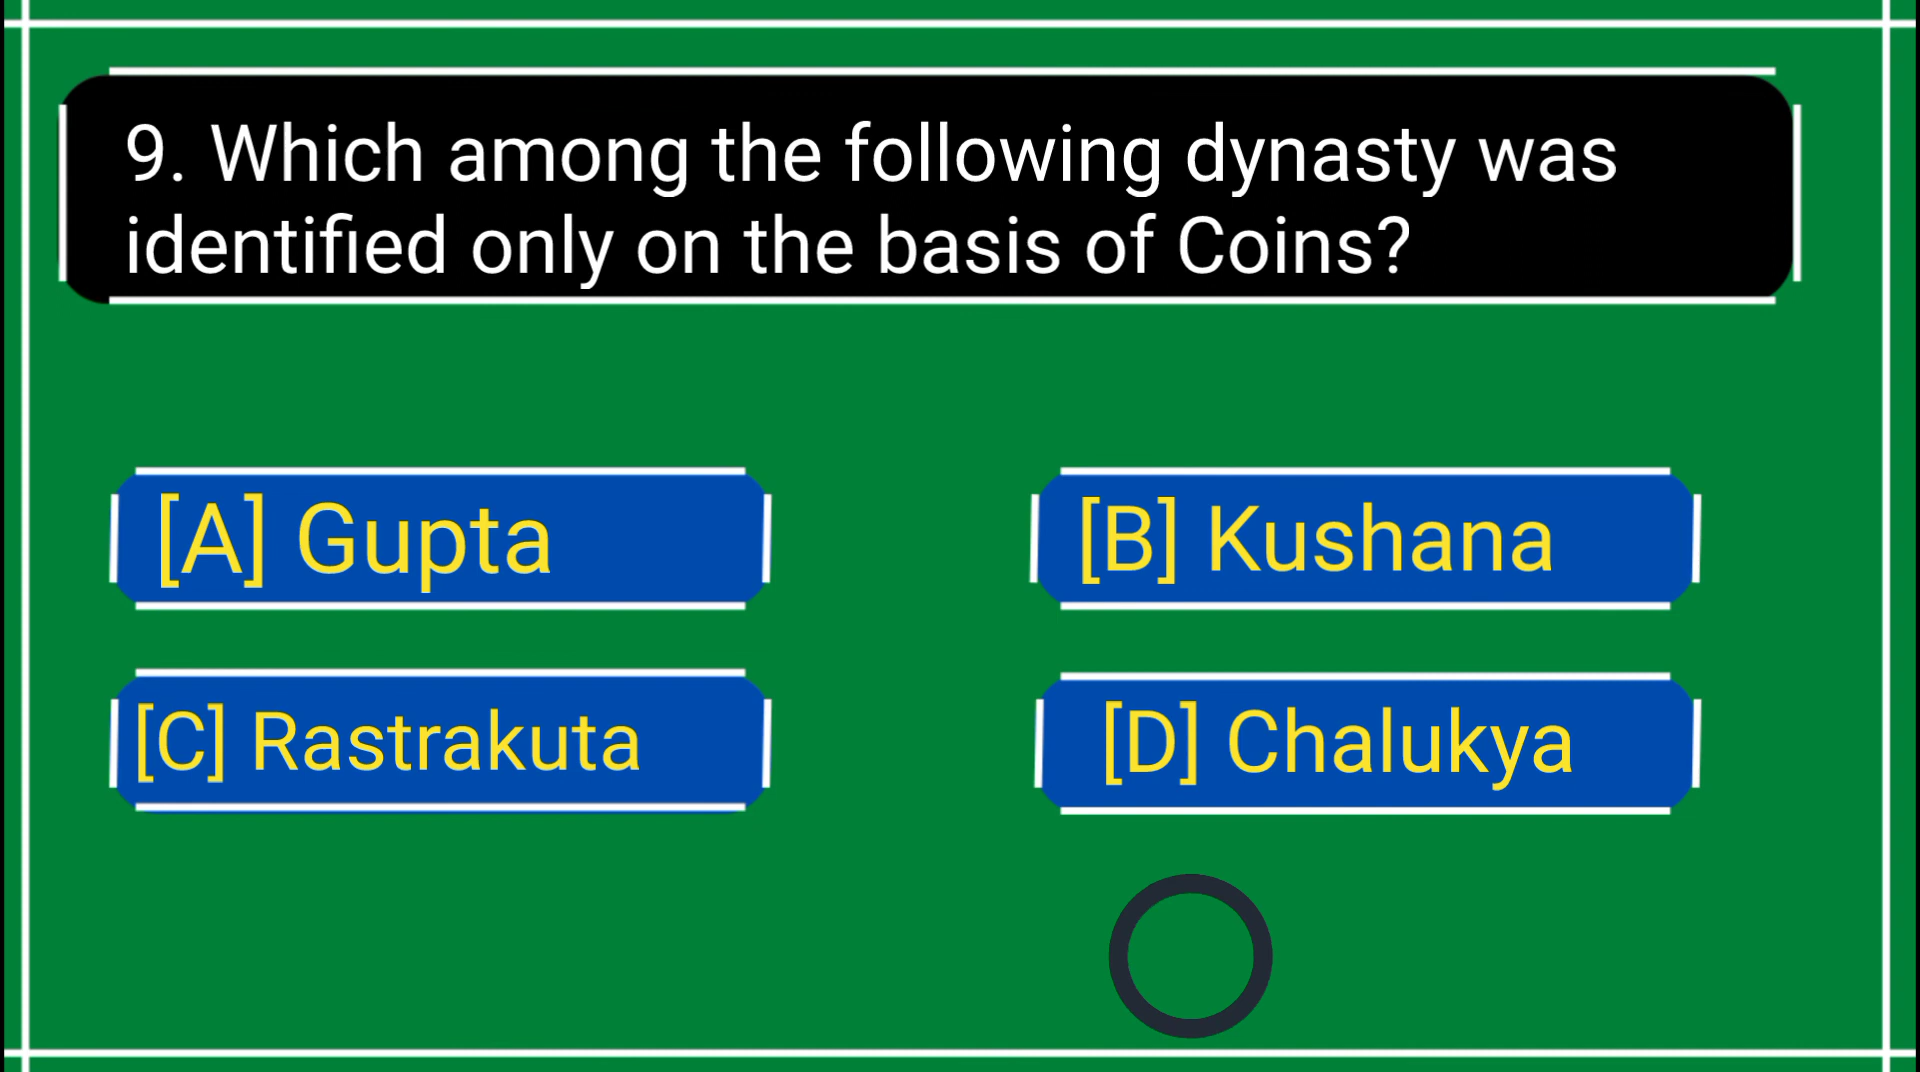 9. Which among the following dynasty was
identified only on the basis of Coins?
[A] Gupta
[B] Kushana
[C] Rastrakuta
[D] Chalukya